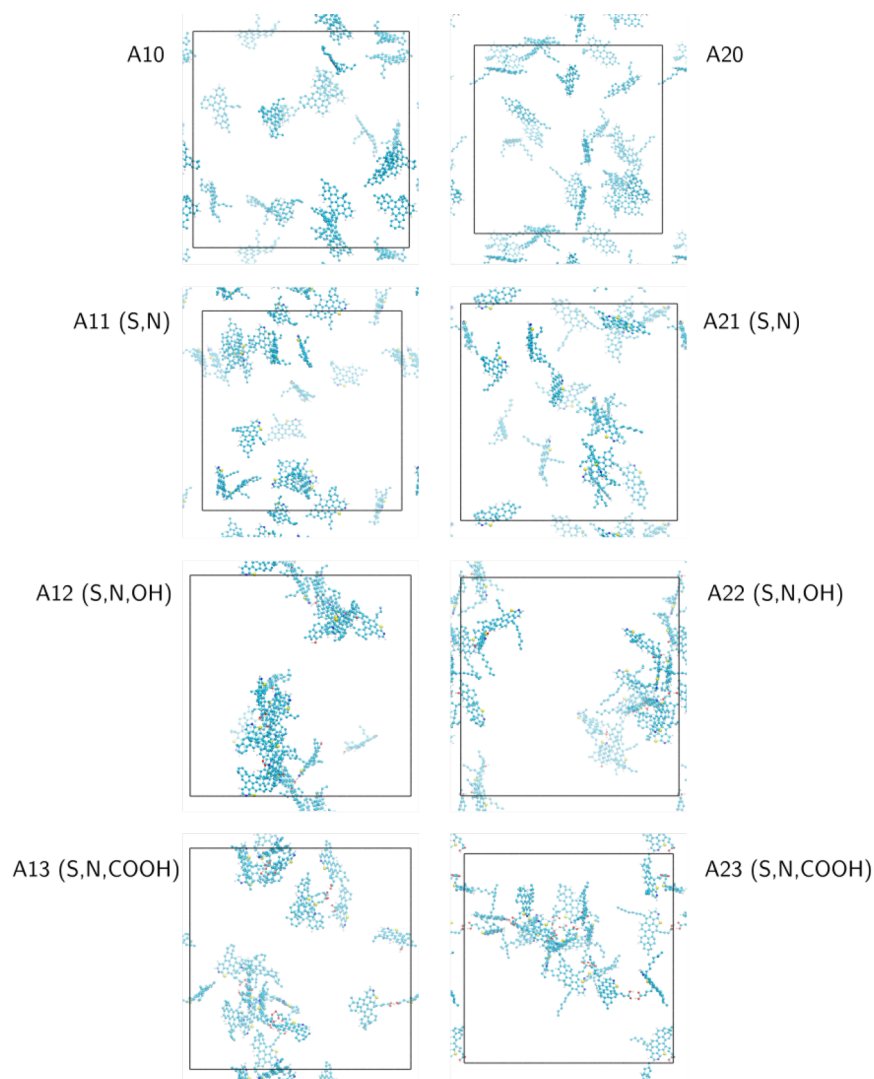 A10
A20
A11 (S,N)
A21 (S,N)
A12 (S,N,OH)
A22 (S,N,OH)
A13 (S,N,COOH)
A23 (S,N,COOH)